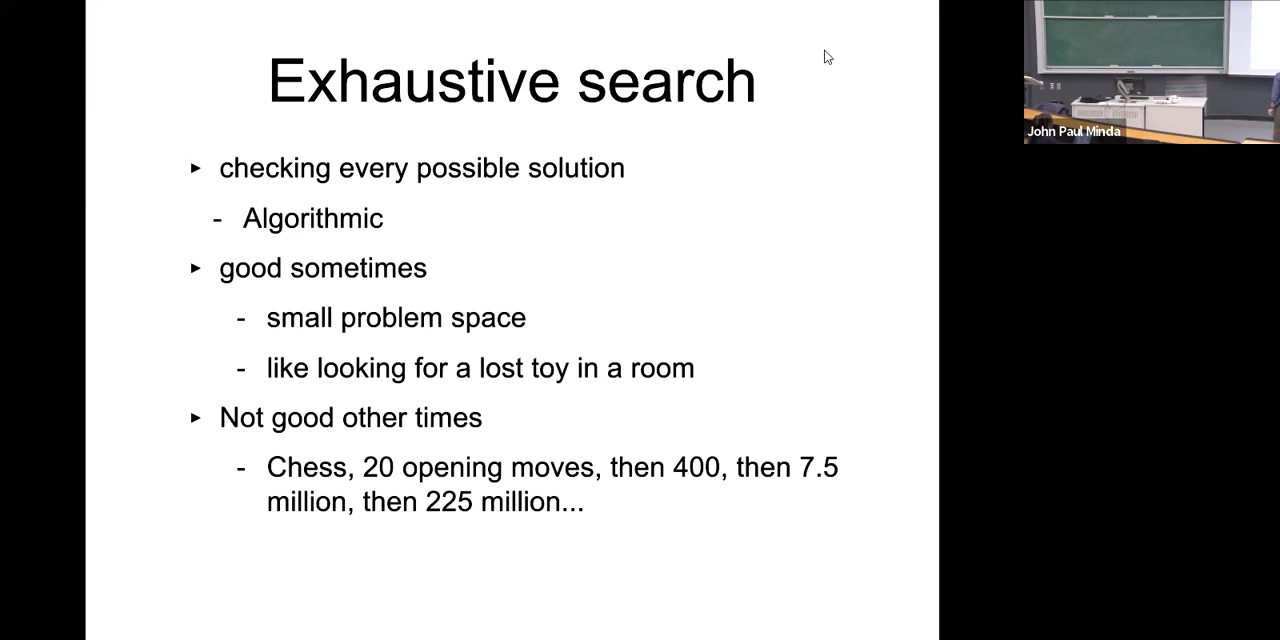 Exhaustive search
▸ checking every possible solution
- Algorithmic
▸ good sometimes
- small problem space
- like looking for a lost toy in a room
▸ Not good other times
- Chess, 20 opening moves, then 400, then 7.5
million, then 225 million...
John Paul Minda